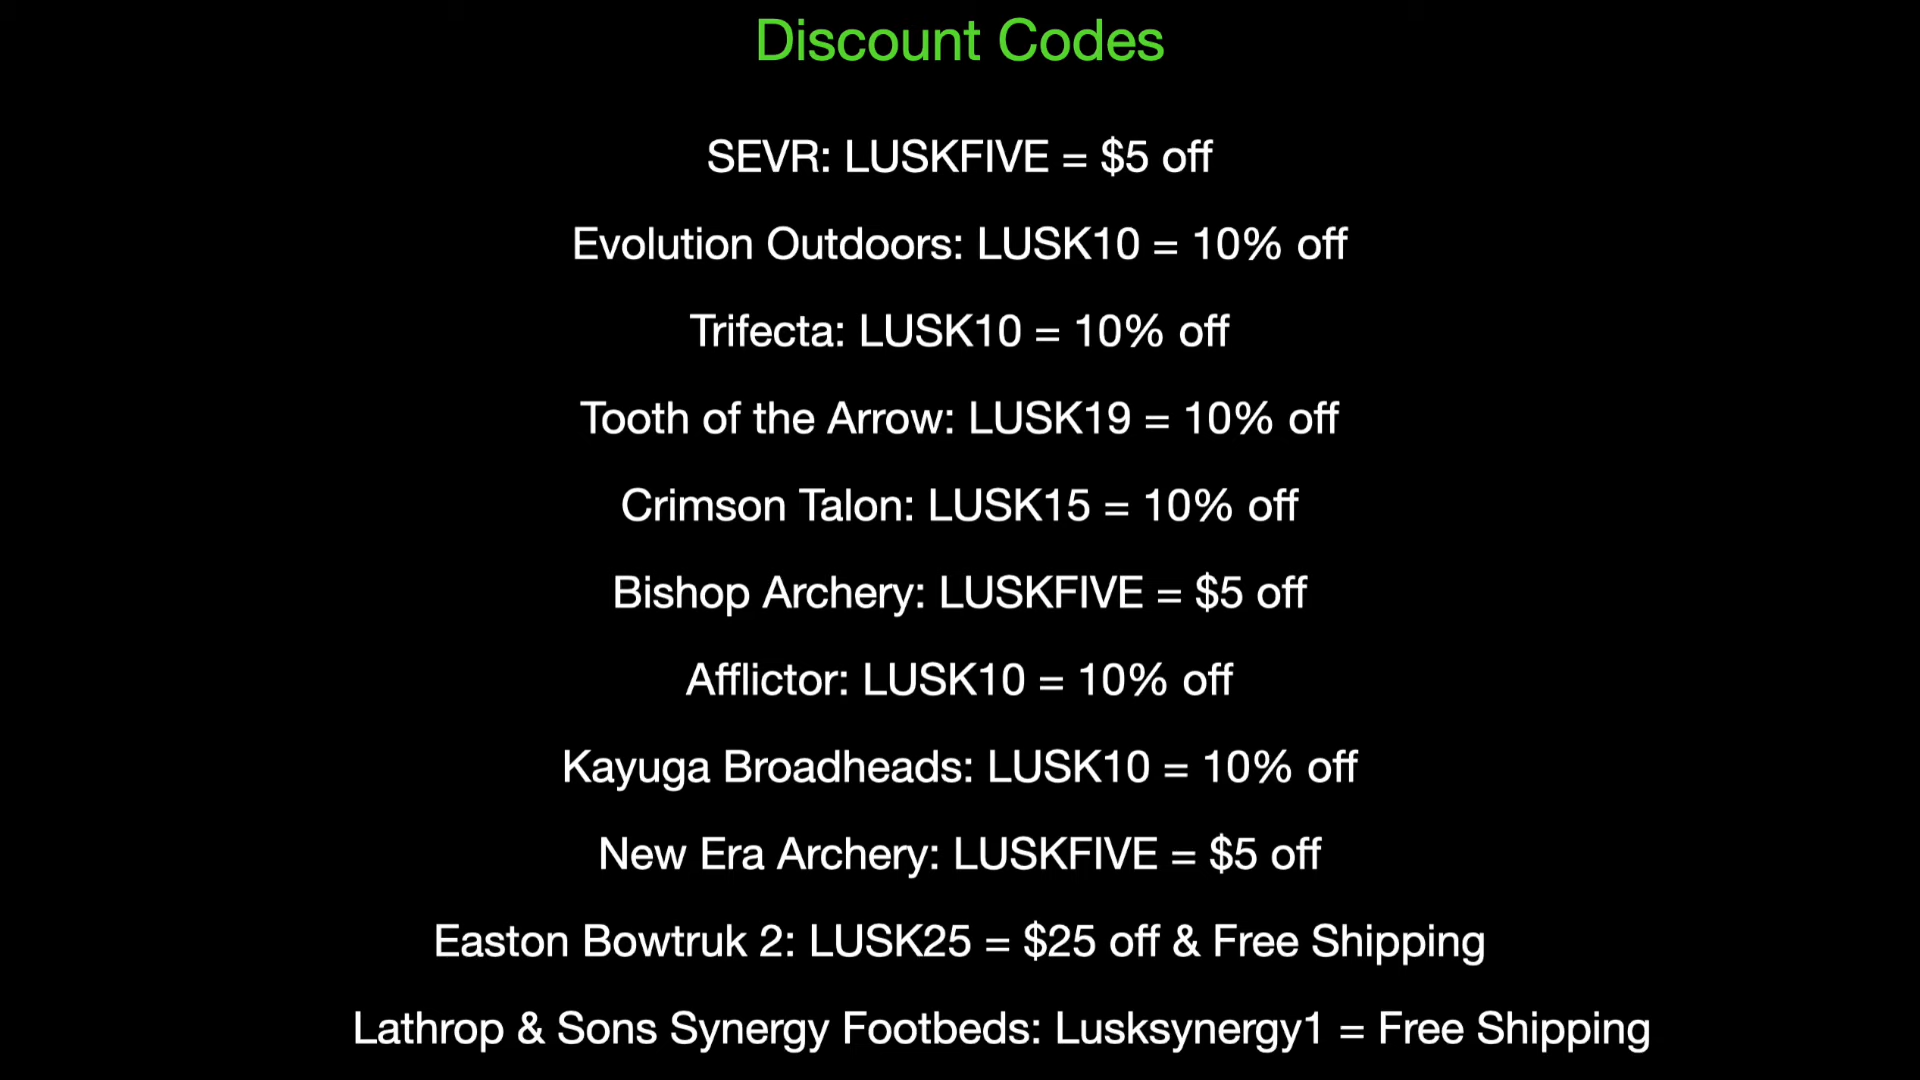 Discount Codes
SEVR: LUSKFIVE = $5 off
Evolution Outdoors: LUSK10 = 10% off
Trifecta: LUSK10 = 10% off
Tooth of the Arrow: LUSK19 = 10% off
Crimson Talon: LUSK15 = 10% off
Bishop Archery: LUSKFIVE = $5 off
Afflictor: LUSK10 = 10% off
Kayuga Broadheads: LUSK10 = 10% off
New Era Archery: LUSKFIVE = $5 off
Easton Bowtruk 2: LUSK25 = $25 off & Free Shipping
Lathrop & Sons Synergy Footbeds: Lusksynergy1 = Free Shipping